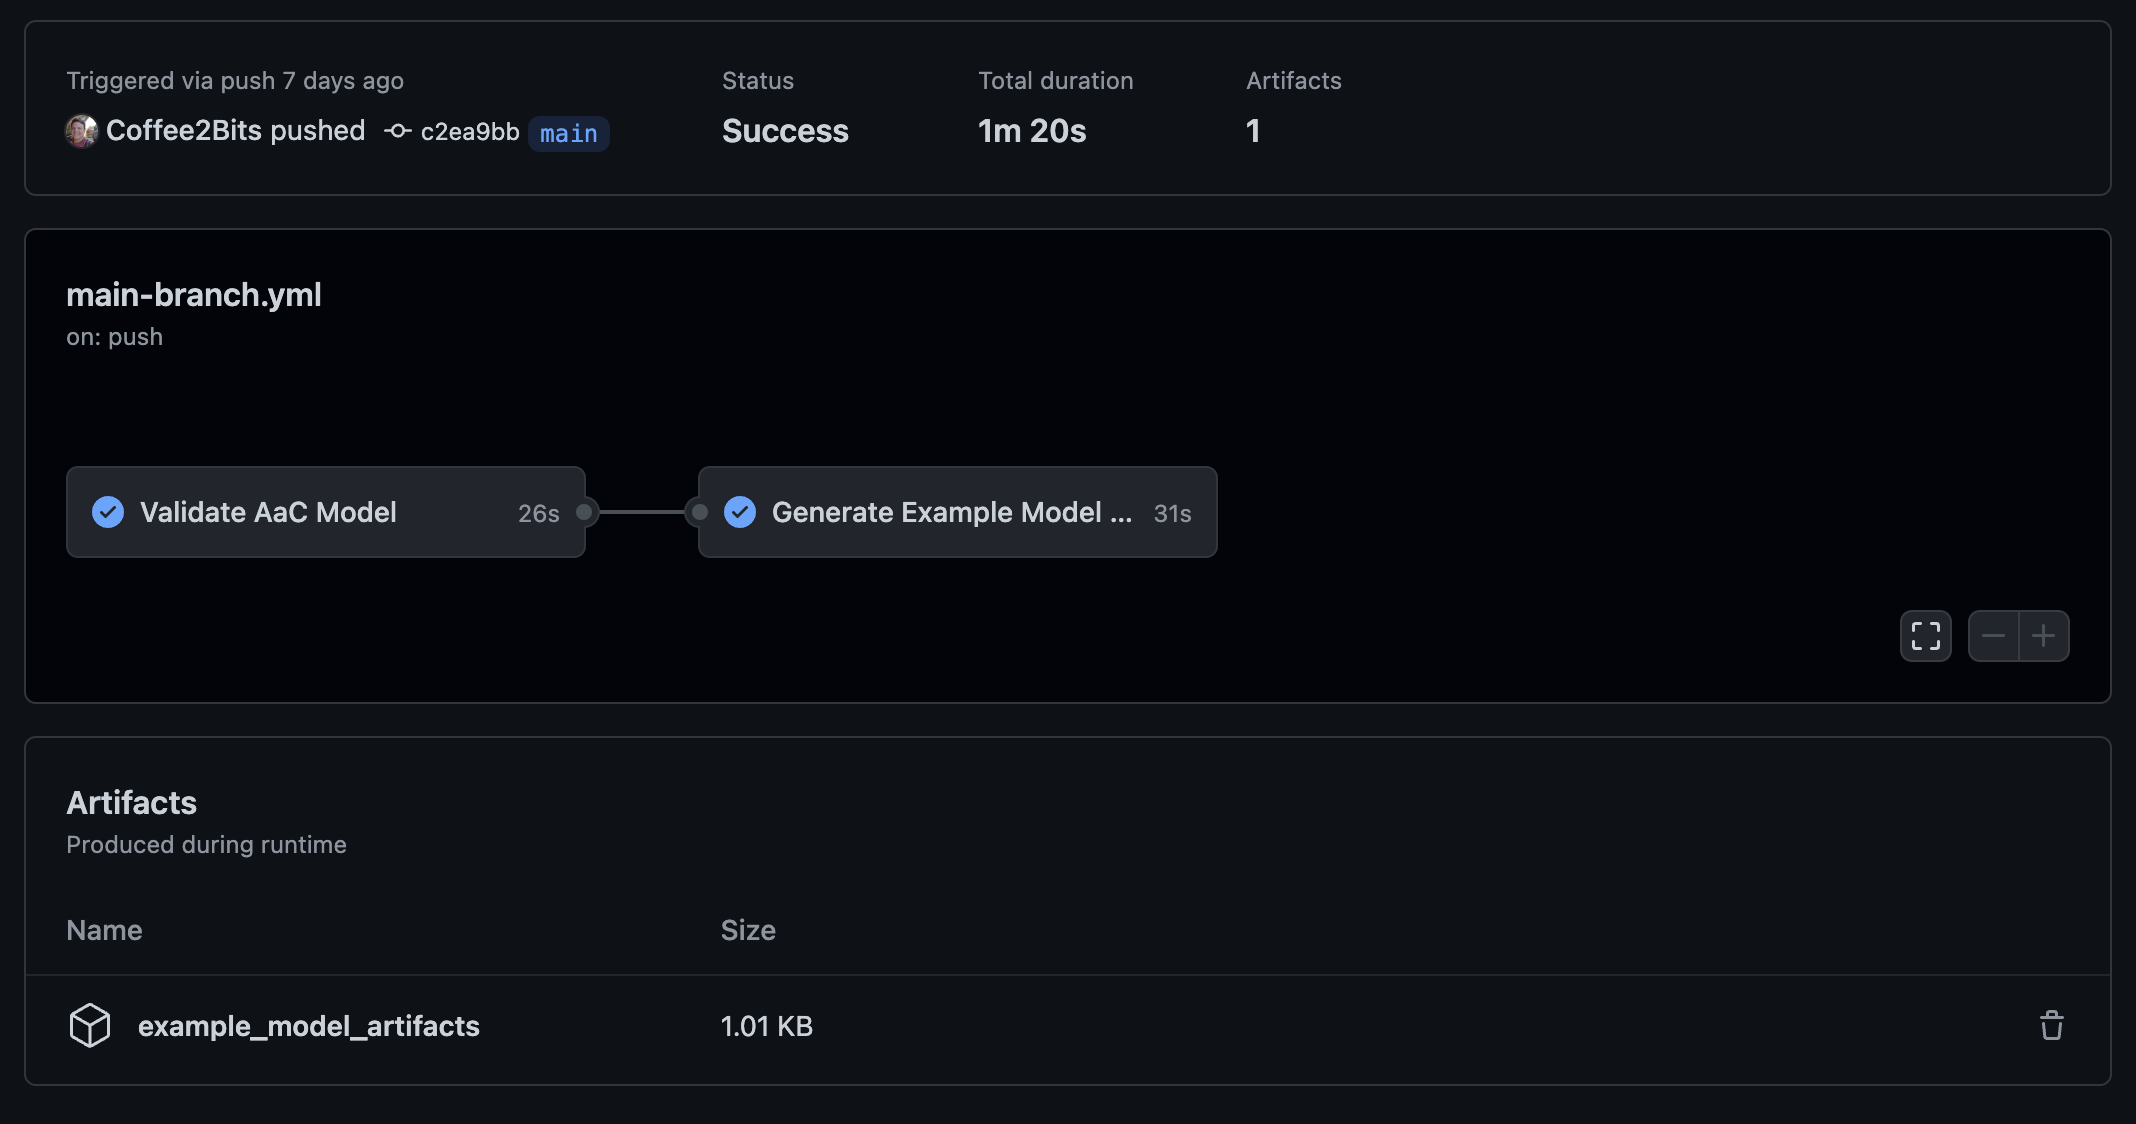 Triggered via push 7 days ago
Coffee2Bits pushed c2ea9bb main
Status
Success
Total duration
1m 20s
Artifacts
1
main-branch.yml
on: push
Validate AaC Model 26s
Generate Example Model ... 31s
Artifacts
Produced during runtime
Name Size
example_model_artifacts 1.01 KB